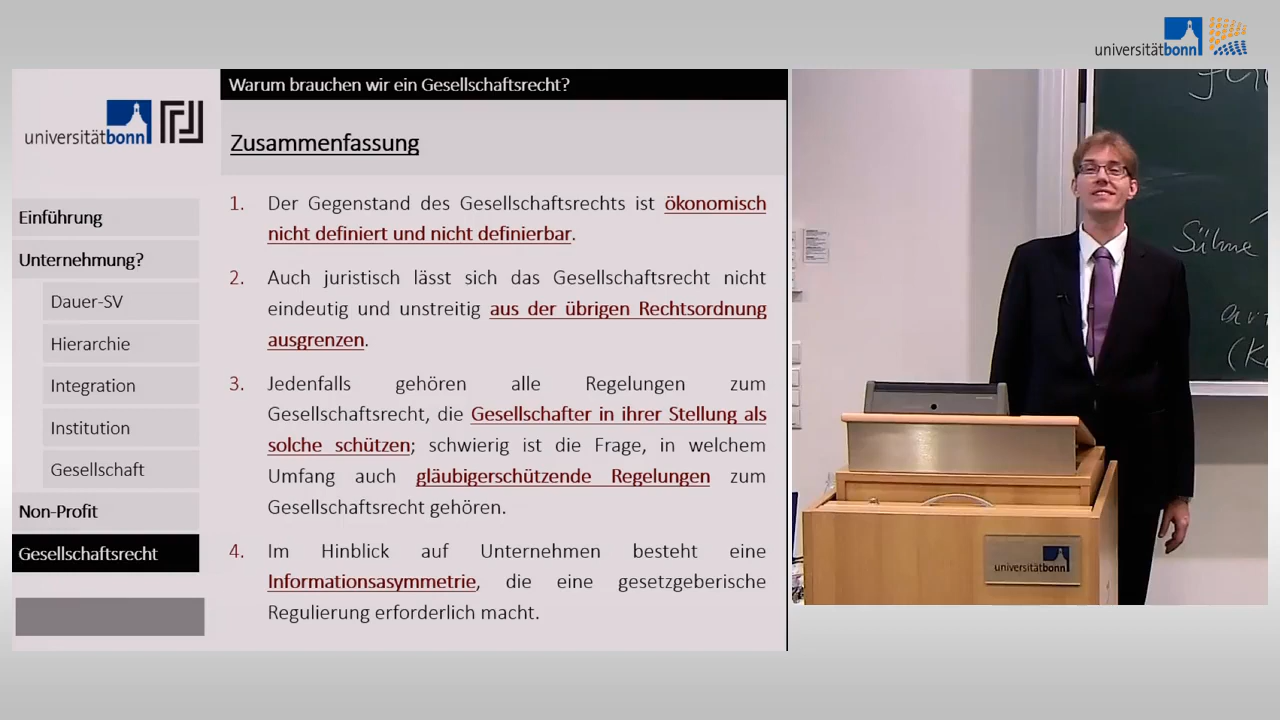 universitätbonn
Warum brauchen wir ein Gesellschaftsrecht?
universitätbonn
Zusammenfassung
Einführung
Unternehmung?
Dauer-SV
Hierarchie
Integration
Institution
Gesellschaft
Non-Profit
Gesellschaftsrecht
1. Der Gegenstand des Gesellschaftsrechts ist ökonomisch
nicht definiert und nicht definierbar.
2. Auch juristisch lässt sich das Gesellschaftsrecht nicht
eindeutig und unstreitig aus der übrigen Rechtsordnung
ausgrenzen.
3. Jedenfalls gehören alle Regelungen zum
Gesellschaftsrecht, die Gesellschafter in ihrer Stellung als
solche schützen; schwierig ist die Frage, in welchem
Umfang auch gläubigerschützende Regelungen zum
Gesellschaftsrecht gehören.
4. Im Hinblick auf Unternehmen besteht eine
Informationsasymmetrie, die eine gesetzgeberische
Regulierung erforderlich macht.
Sühne
universitätbonn